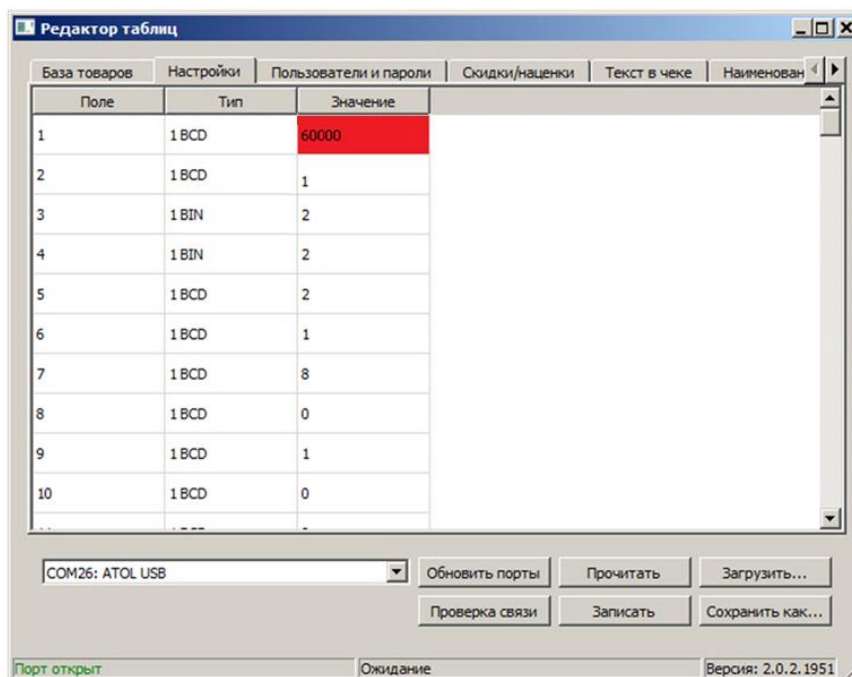 Редактор таблиц
База товаров Настройки Пользователи и пароли Скидки/наценки Текст в чеке Наименован
Поле Тип Значение
1 1 BCD 60000
2 1 BCD 1
3 1 BIN 2
4 1 BIN 2
5 1 BCD 2
6 1 BCD 1
7 1 BCD 8
8 1 BCD 0
9 1 BCD 1
10 1 BCD 0
COM26: ATOL USB Обновить порты Прочитать Загрузить...
Проверка связи Записать Сохранить как...
Порт открыт Ожидание Версия: 2.0.2.1951